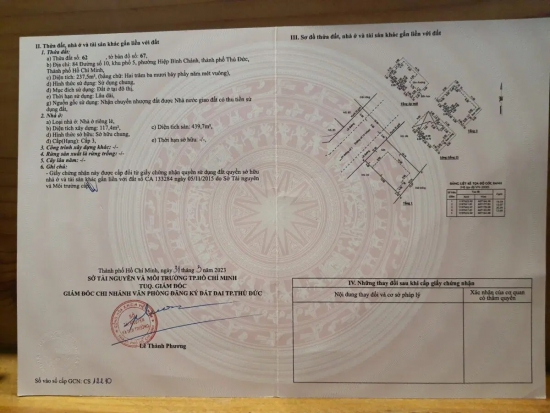 II. Thửa đất, nhà ở và tài sản khác gắn liền với đất
1. Thửa đất:
a) Thửa đất số: 62 , tờ bản đồ số: 67,
b) Địa chỉ: 84 Đường số 10, khu phố 5, phường Hiệp Bình Chánh, thành phố Thủ Đức,
Thành phố Hồ Chí Minh,
c) Diện tích: 237,5m², (bằng chữ: Hai trăm ba mươi bảy phẩy năm mét vuông),
d) Hình thức sử dụng: Sử dụng chung,
đ) Mục đích sử dụng: Đất ở tại đô thị,
e) Thời hạn sử dụng: Lâu dài,
g) Nguồn gốc sử dụng: Nhận chuyển nhượng đất được Nhà nước giao đất có thu tiền sử
dụng đất,
2. Nhà ở:
a) Loại nhà ở: Nhà ở riêng lẻ,
b) Diện tích xây dựng: 117,4m², c) Diện tích sàn: 439,7m²,
d) Hình thức sở hữu: Sở hữu chung,
đ) Cấp(Hạng): Cấp 3, e) Thời hạn sở hữu: -/-,
3. Công trình xây dựng khác: -/-
4. Rừng sản xuất là rừng trồng: -/-
5. Cây lâu năm: -/-
6. Ghi chú:
- Giấy chứng nhận này được cấp đổi từ giấy chứng nhận quyền sử dụng đất quyền sở hữu
nhà ở và tài sản khác gắn liền với đất số CA 133284 ngày 05/11/2015 do Sở Tài nguyên
và Môi trường cấp.
Thành phố Hồ Chí Minh, ngày 31 tháng 5 năm 2023
SỞ TÀI NGUYÊN VÀ MÔI TRƯỜNG TP.HỒ CHÍ MINH
TUQ. GIÁM ĐỐC
GIÁM ĐỐC CHI NHÁNH VĂN PHÒNG ĐĂNG KÝ ĐẤT ĐAI TP.THỦ ĐỨC
Lê Thành Phương
Số vào sổ cấp GCN: CS
III. Sơ đồ thửa đất, nhà ở và tài sản khác gắn liền với đất
IV. Những thay đổi sau khi cấp giấy chứng nhận
Nội dung thay đổi và cơ sở pháp lý
Xác nhận của cơ quan
có thẩm quyền